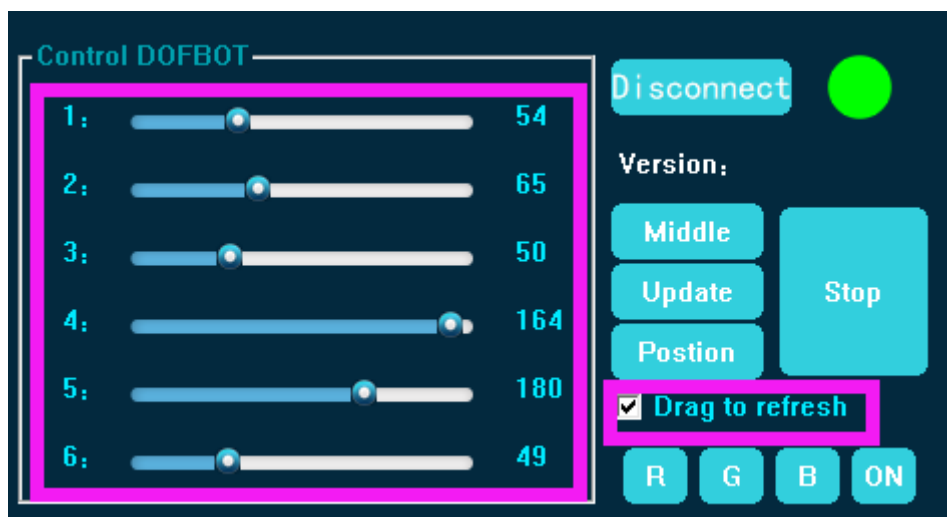 Control DOFBOT
1: 54
2: 65
3: 50
4: 164
5: 180
6: 49
Disconnect
Version:
Middle
Update
Postion
Stop
Drag to refresh
R G B ON